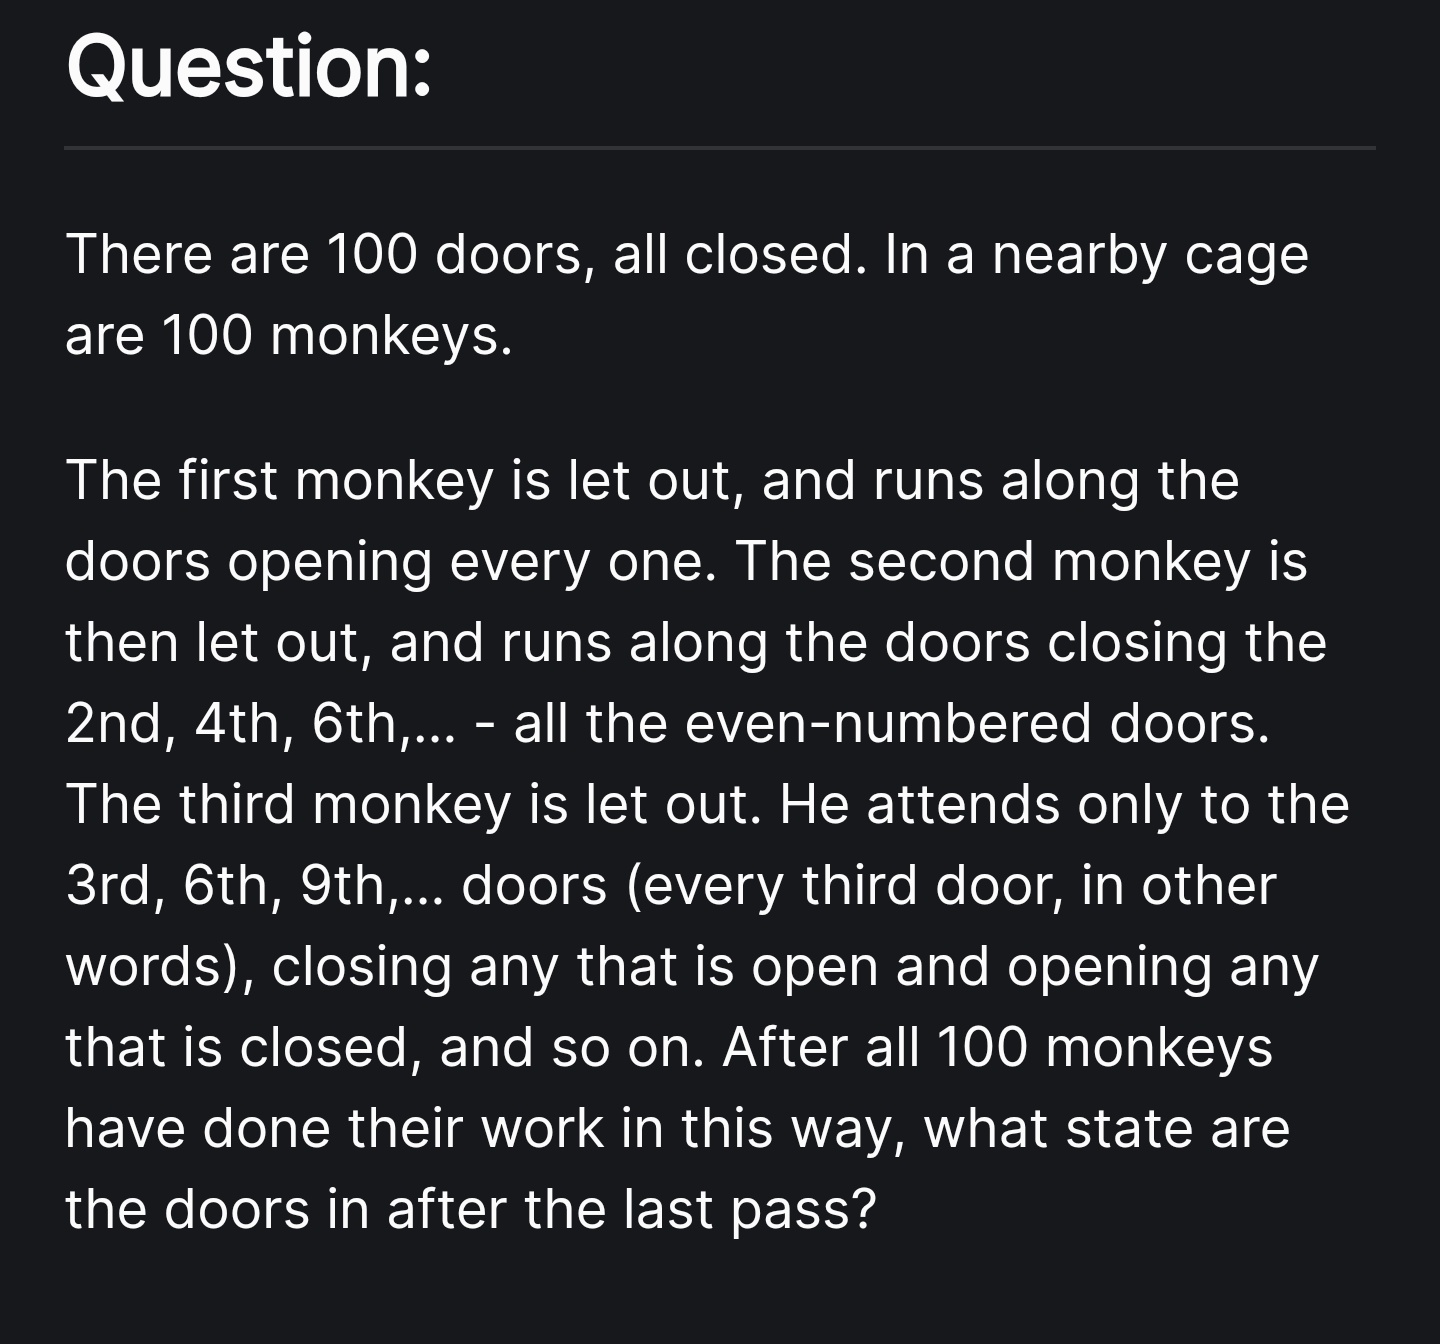 Question:
There are 100 doors, all closed. In a nearby cage
are 100 monkeys.
The first monkey is let out, and runs along the
doors opening every one. The second monkey is
then let out, and runs along the doors closing the
2nd, 4th, 6th,... - all the even-numbered doors.
The third monkey is let out. He attends only to the
3rd, 6th, 9th,... doors (every third door, in other
words), closing any that is open and opening any
that is closed, and so on. After all 100 monkeys
have done their work in this way, what state are
the doors in after the last pass?